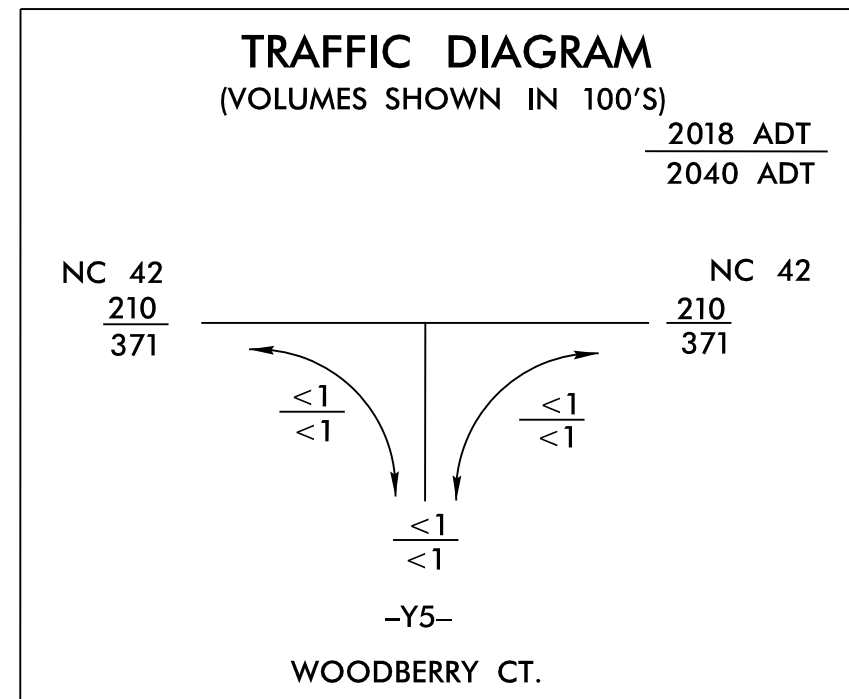 TRAFFIC DIAGRAM
(VOLUMES SHOWN IN 100'S)
2018 ADT
2040 ADT
NC 42
210
371
NC 42
210
371
<1
<1
<1
<1
<1
<1
–Y5–
WOODBERRY CT.